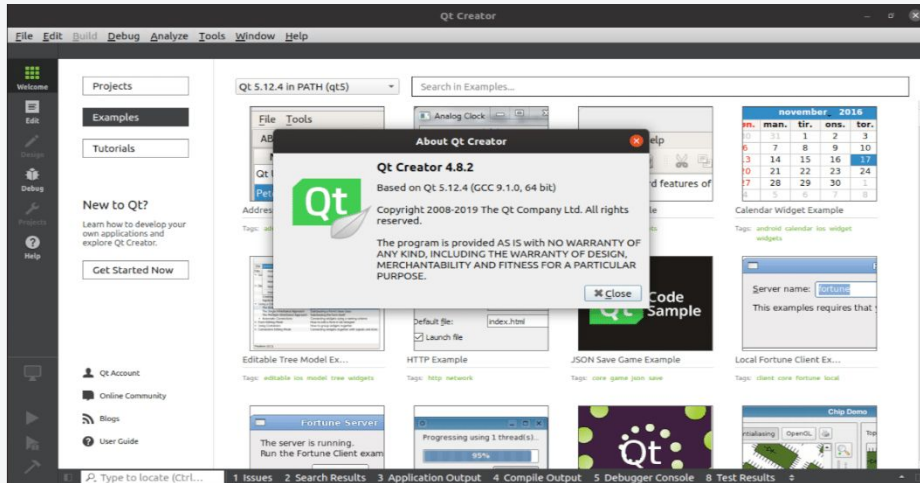 Qt Creator
File Edit Build Debug Analyze Tools Window Help
Welcome
Edit
Design
Debug
Projects
Help
Projects
Examples
Tutorials
New to Qt?
Learn how to develop your
own applications and
explore Qt Creator.
Get Started Now
Qt Account
Online Community
Blogs
User Guide
Qt 5.12.4 in PATH (qt5)
Search in Examples...
File Tools
Analog Clock
november 2016
man. tir. ons. tor.
31 1 2 3
7 8 9 10
14 15 16 17
21 22 23 24
28 29 30 1
About Qt Creator
Qt
Qt Creator 4.8.2
Based on Qt 5.12.4 (GCC 9.1.0, 64 bit)
Copyright 2008-2019 The Qt Company Ltd. All rights
reserved.
The program is provided AS IS with NO WARRANTY OF
ANY KIND, INCLUDING THE WARRANTY OF DESIGN,
MERCHANTABILITY AND FITNESS FOR A PARTICULAR
PURPOSE.
Close
rd features of
Calendar Widget Example
Tags: android calendar ios widget
widgets
Default file: index.html
Launch file
Code
Sample
Server name: fortune
This examples requires that
Editable Tree Model Ex...
Tags: editable ios model tree widgets
HTTP Example
Tags: http network
JSON Save Game Example
Tags: core game json save
Local Fortune Client Ex...
Tags: client core fortune local
Fortune Server
The server is running.
Run the Fortune Client exam
Progressing using 1 thread(s)..
95%
Qt
Chip Demo
OpenGL
Top
Type to locate (Ctrl...
1 Issues 2 Search Results 3 Application Output 4 Compile Output 5 Debugger Console 8 Test Results